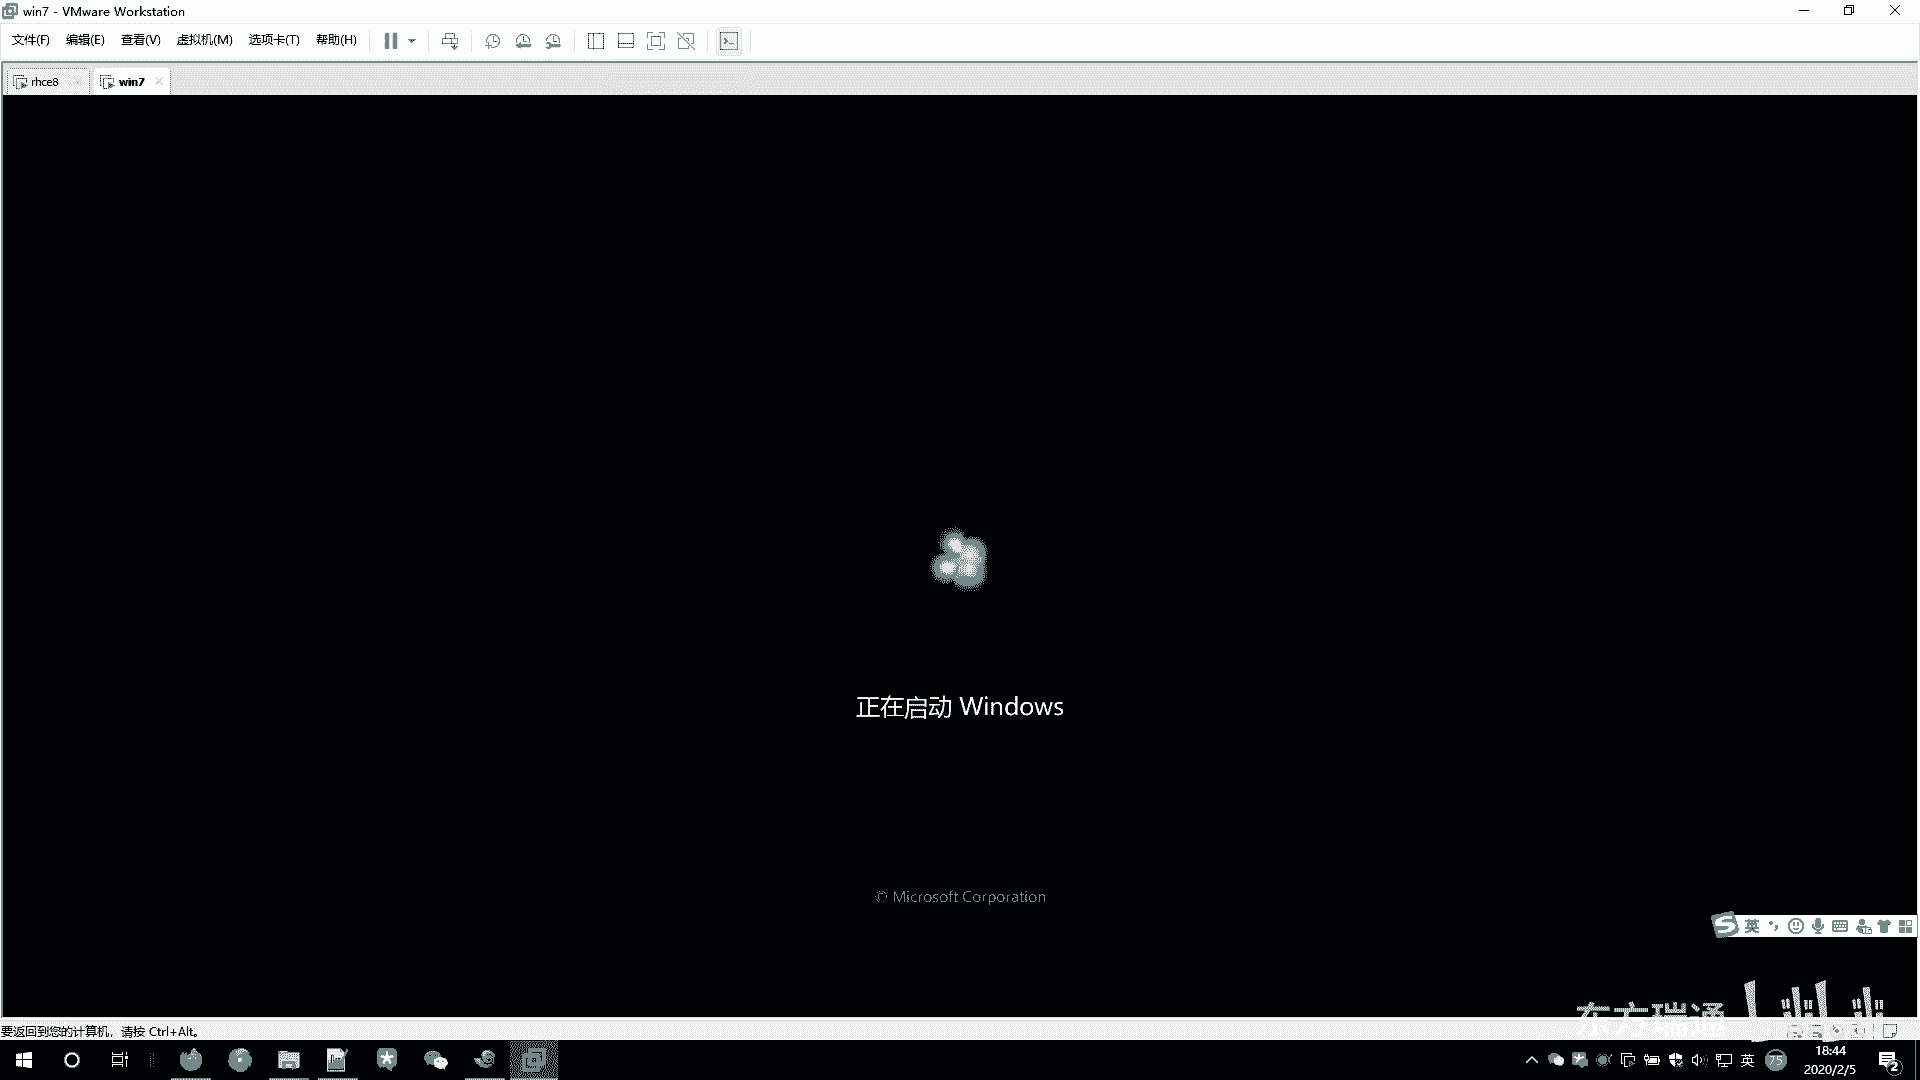 win7 - VMware Workstation
文件(F) 编辑(E) 查看(V) 虚拟机(M) 选项卡(T) 帮助(H)
rhce8 win7
正在启动 Windows
© Microsoft Corporation
英
东方瑞通
要返回到您的计算机，请按 Ctrl+Alt。
英 75 18:44
2020/2/5 2